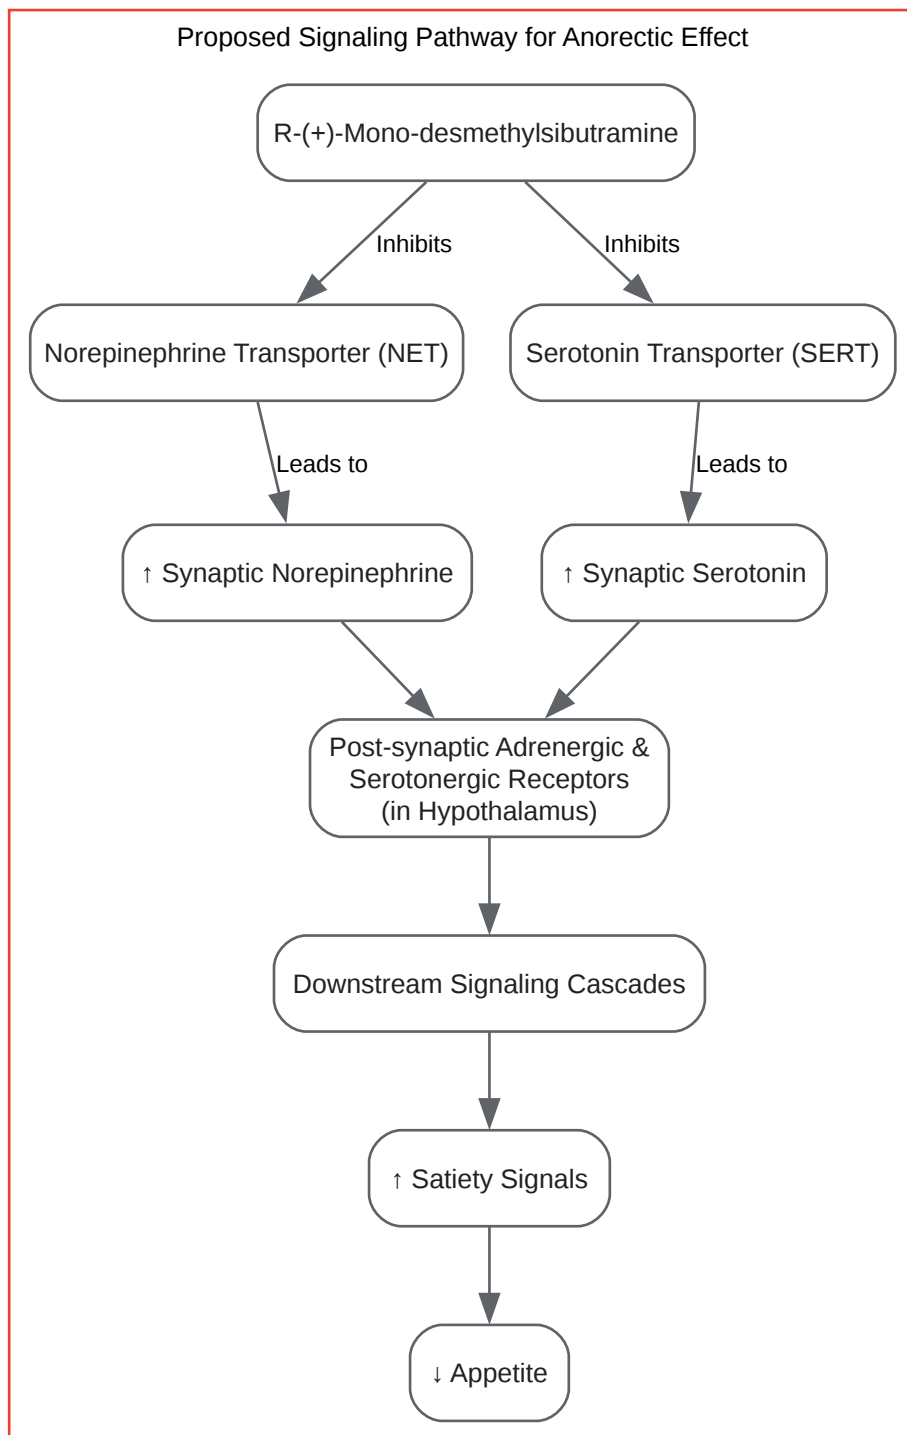 Proposed Signaling Pathway for Anorectic Effect
R-(+)-Mono-desmethylsibutramine
Inhibits
Inhibits
Norepinephrine Transporter (NET)
Serotonin Transporter (SERT)
Leads to
Leads to
↑ Synaptic Norepinephrine
↑ Synaptic Serotonin
Post-synaptic Adrenergic &
Serotonergic Receptors
(in Hypothalamus)
Downstream Signaling Cascades
↑ Satiety Signals
↓ Appetite